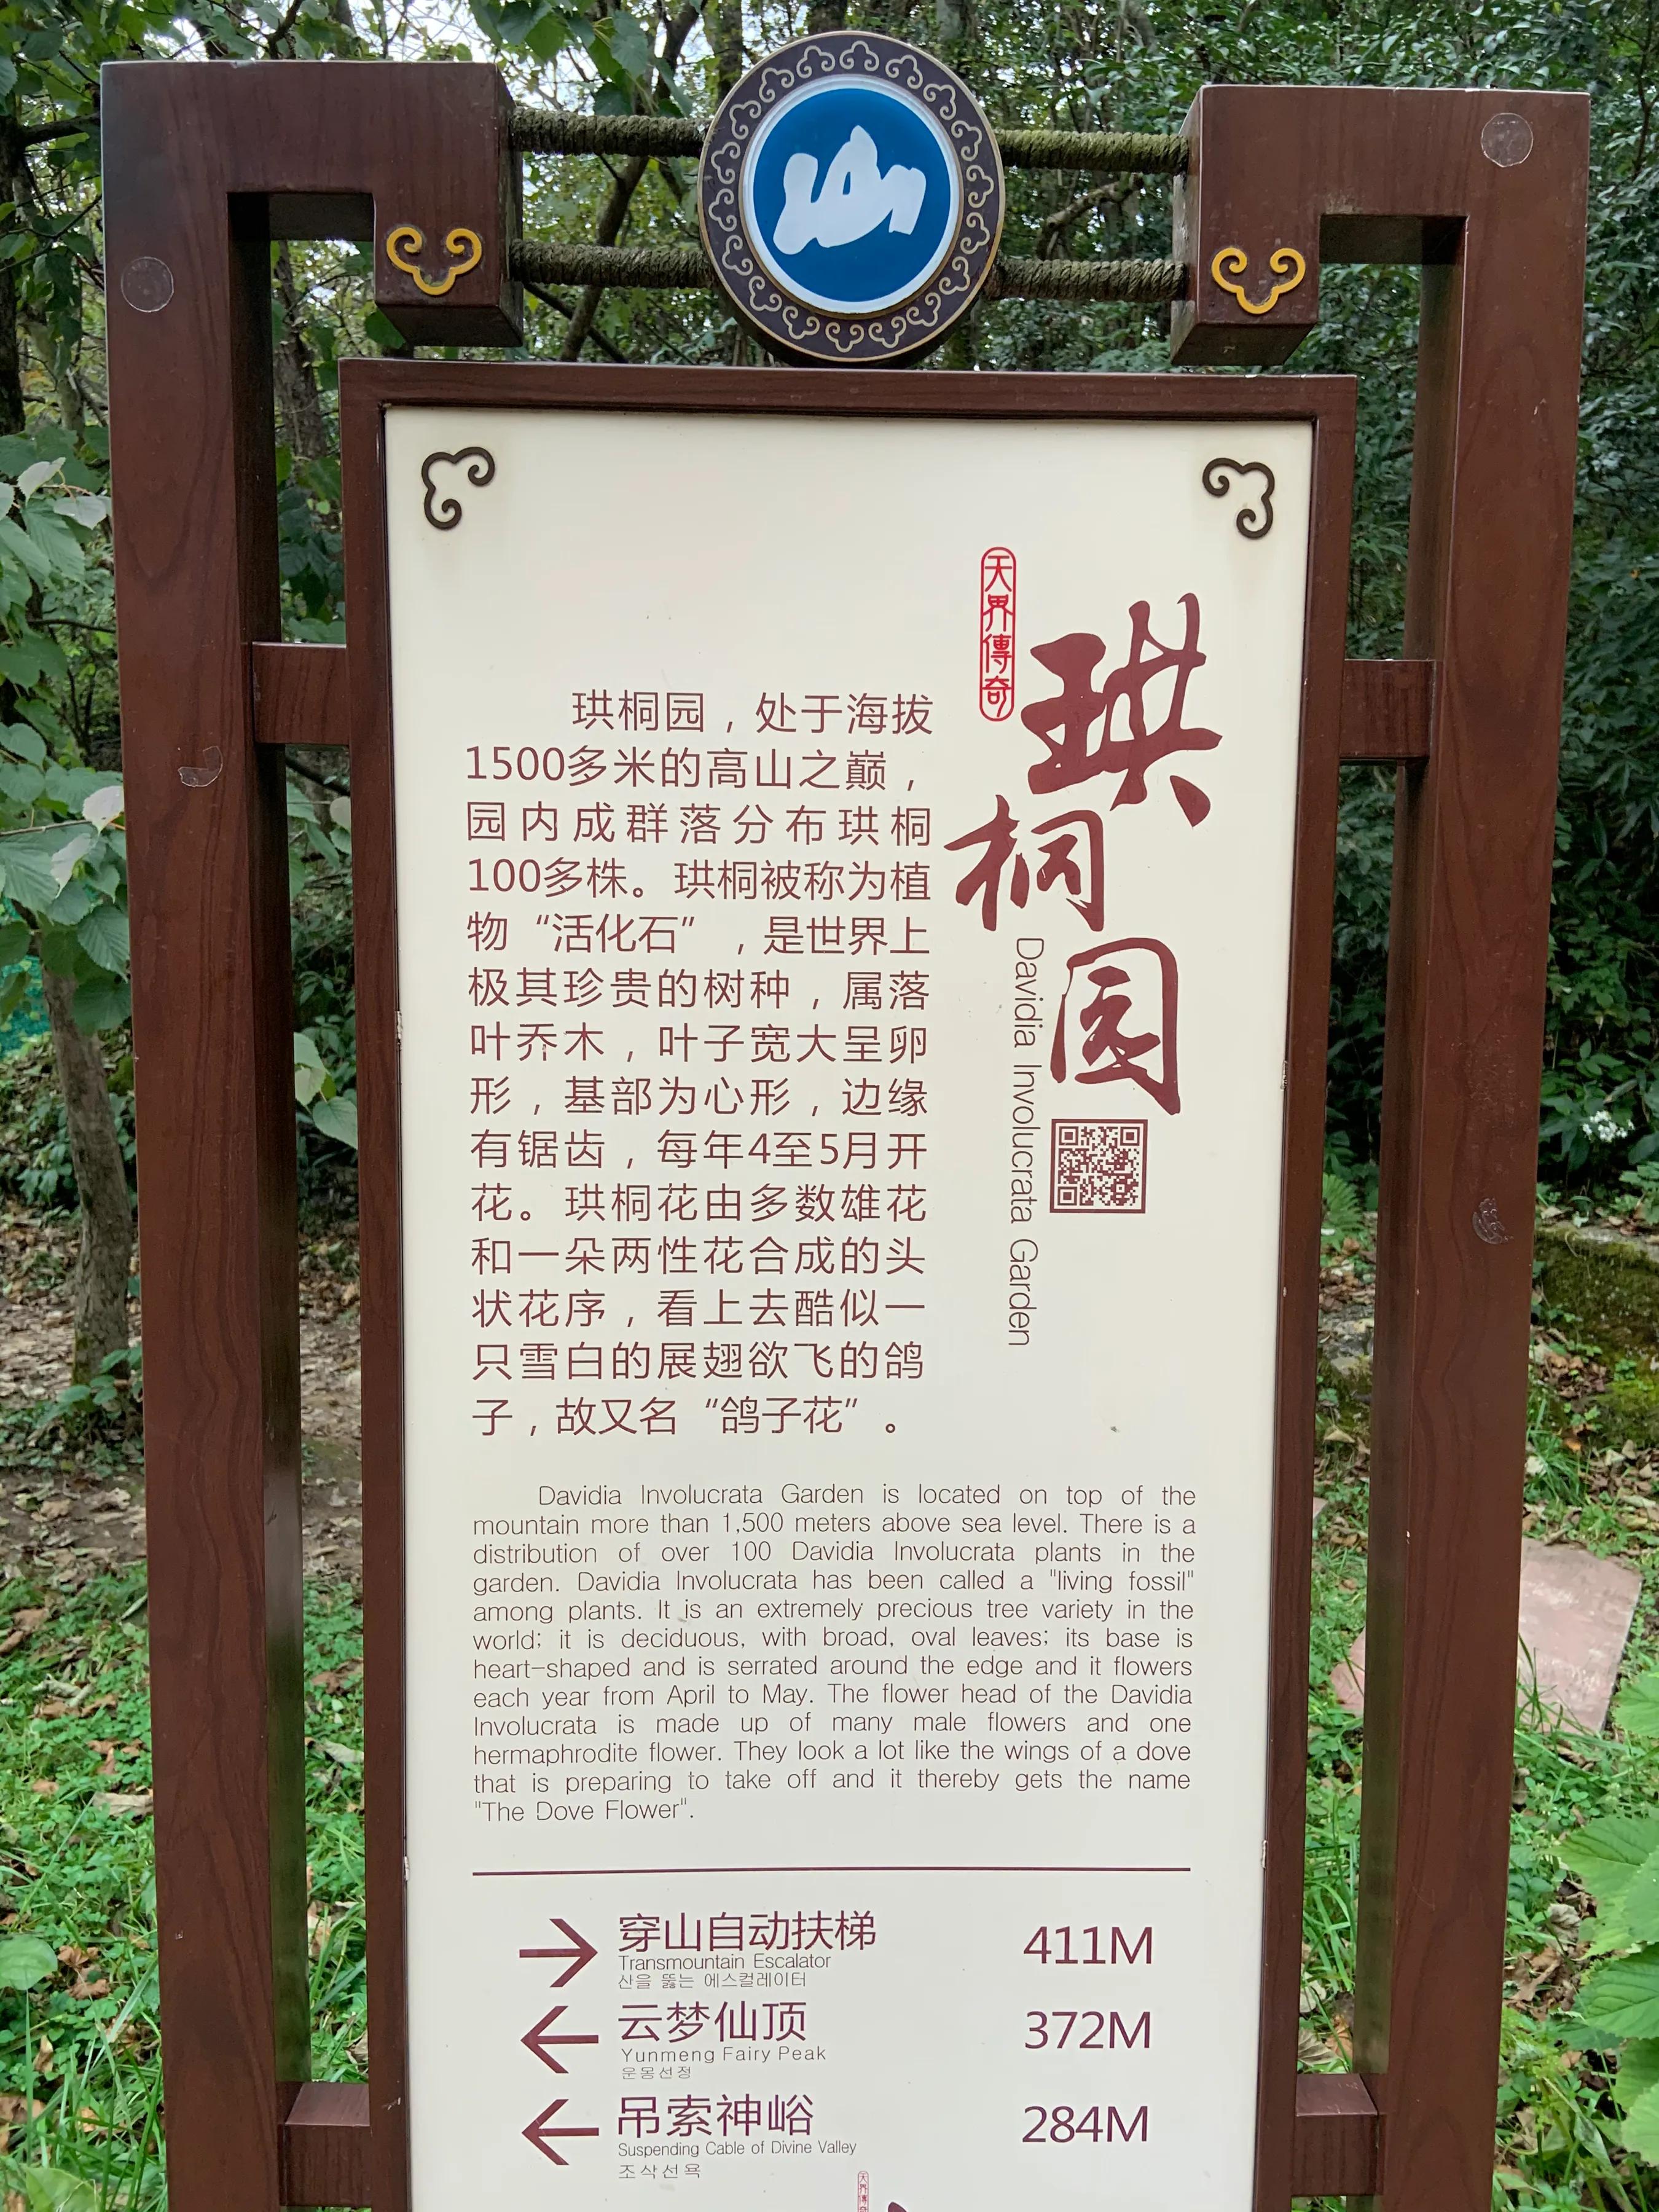 山
天界傳奇
珙桐园
Davidia Involucrata Garden
珙桐园，处于海拔
1500多米的高山之巅，
园内成群落分布珙桐
100多株。珙桐被称为植
物“活化石”，是世界上
极其珍贵的树种，属落
叶乔木，叶子宽大呈卵
形，基部为心形，边缘
有锯齿，每年4至5月开
花。珙桐花由多数雄花
和一朵两性花合成的头
状花序，看上去酷似一
只雪白的展翅欲飞的鸽
子，故又名“鸽子花”。
Davidia Involucrata Garden is located on top of the
mountain more than 1,500 meters above sea level. There is a
distribution of over 100 Davidia Involucrata plants in the
garden. Davidia Involucrata has been called a "living fossil"
among plants. It is an extremely precious tree variety in the
world; it is deciduous, with broad, oval leaves; its base is
heart-shaped and is serrated around the edge and it flowers
each year from April to May. The flower head of the Davidia
Involucrata is made up of many male flowers and one
hermaphrodite flower. They look a lot like the wings of a dove
that is preparing to take off and it thereby gets the name
"The Dove Flower".
→ 穿山自动扶梯 411M
Transmountain Escalator
산을 뚫는 에스컬레이터
← 云梦仙顶 372M
Yunmeng Fairy Peak
운몽선정
← 吊索神峪 284M
Suspending Cable of Divine Valley
조삭선욕